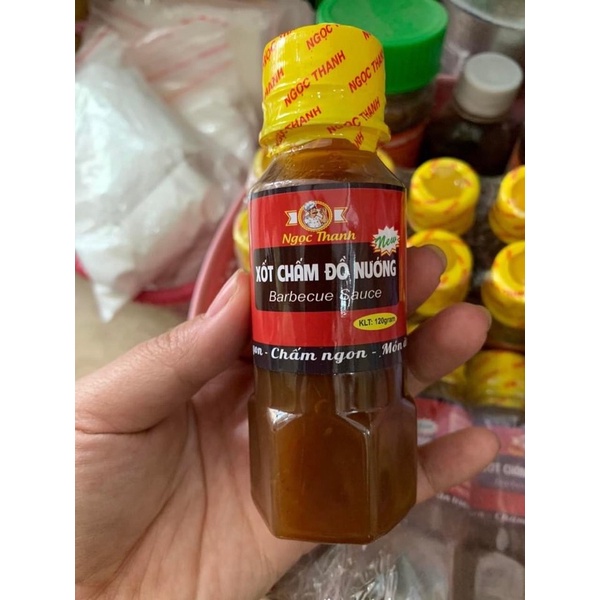 NGỌC THANH
NGỌC THANH
NGỌC THANH
Ngọc Thanh
New
XỐT CHẤM ĐỒ NƯỚNG
Barbecue Sauce
KLT: 120gram
- Chấm ngon - Món